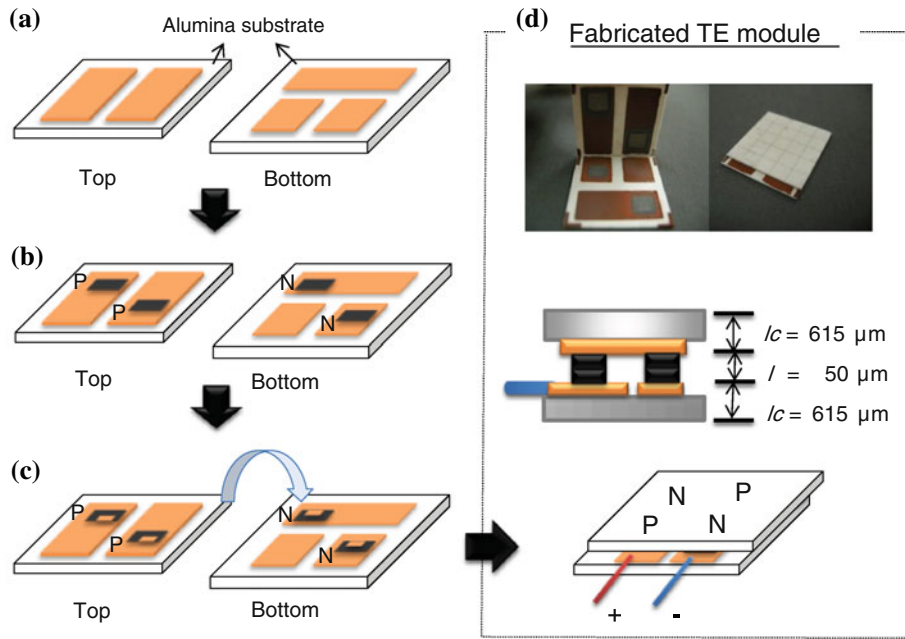 (a)
Alumina substrate
Top
Bottom
(b)
P
P
N
N
Top
Bottom
(c)
P
P
N
N
Top
Bottom
(d)
Fabricated TE module
lc = 615 μm
l = 50 μm
lc = 615 μm
N
P
P
N
+
-